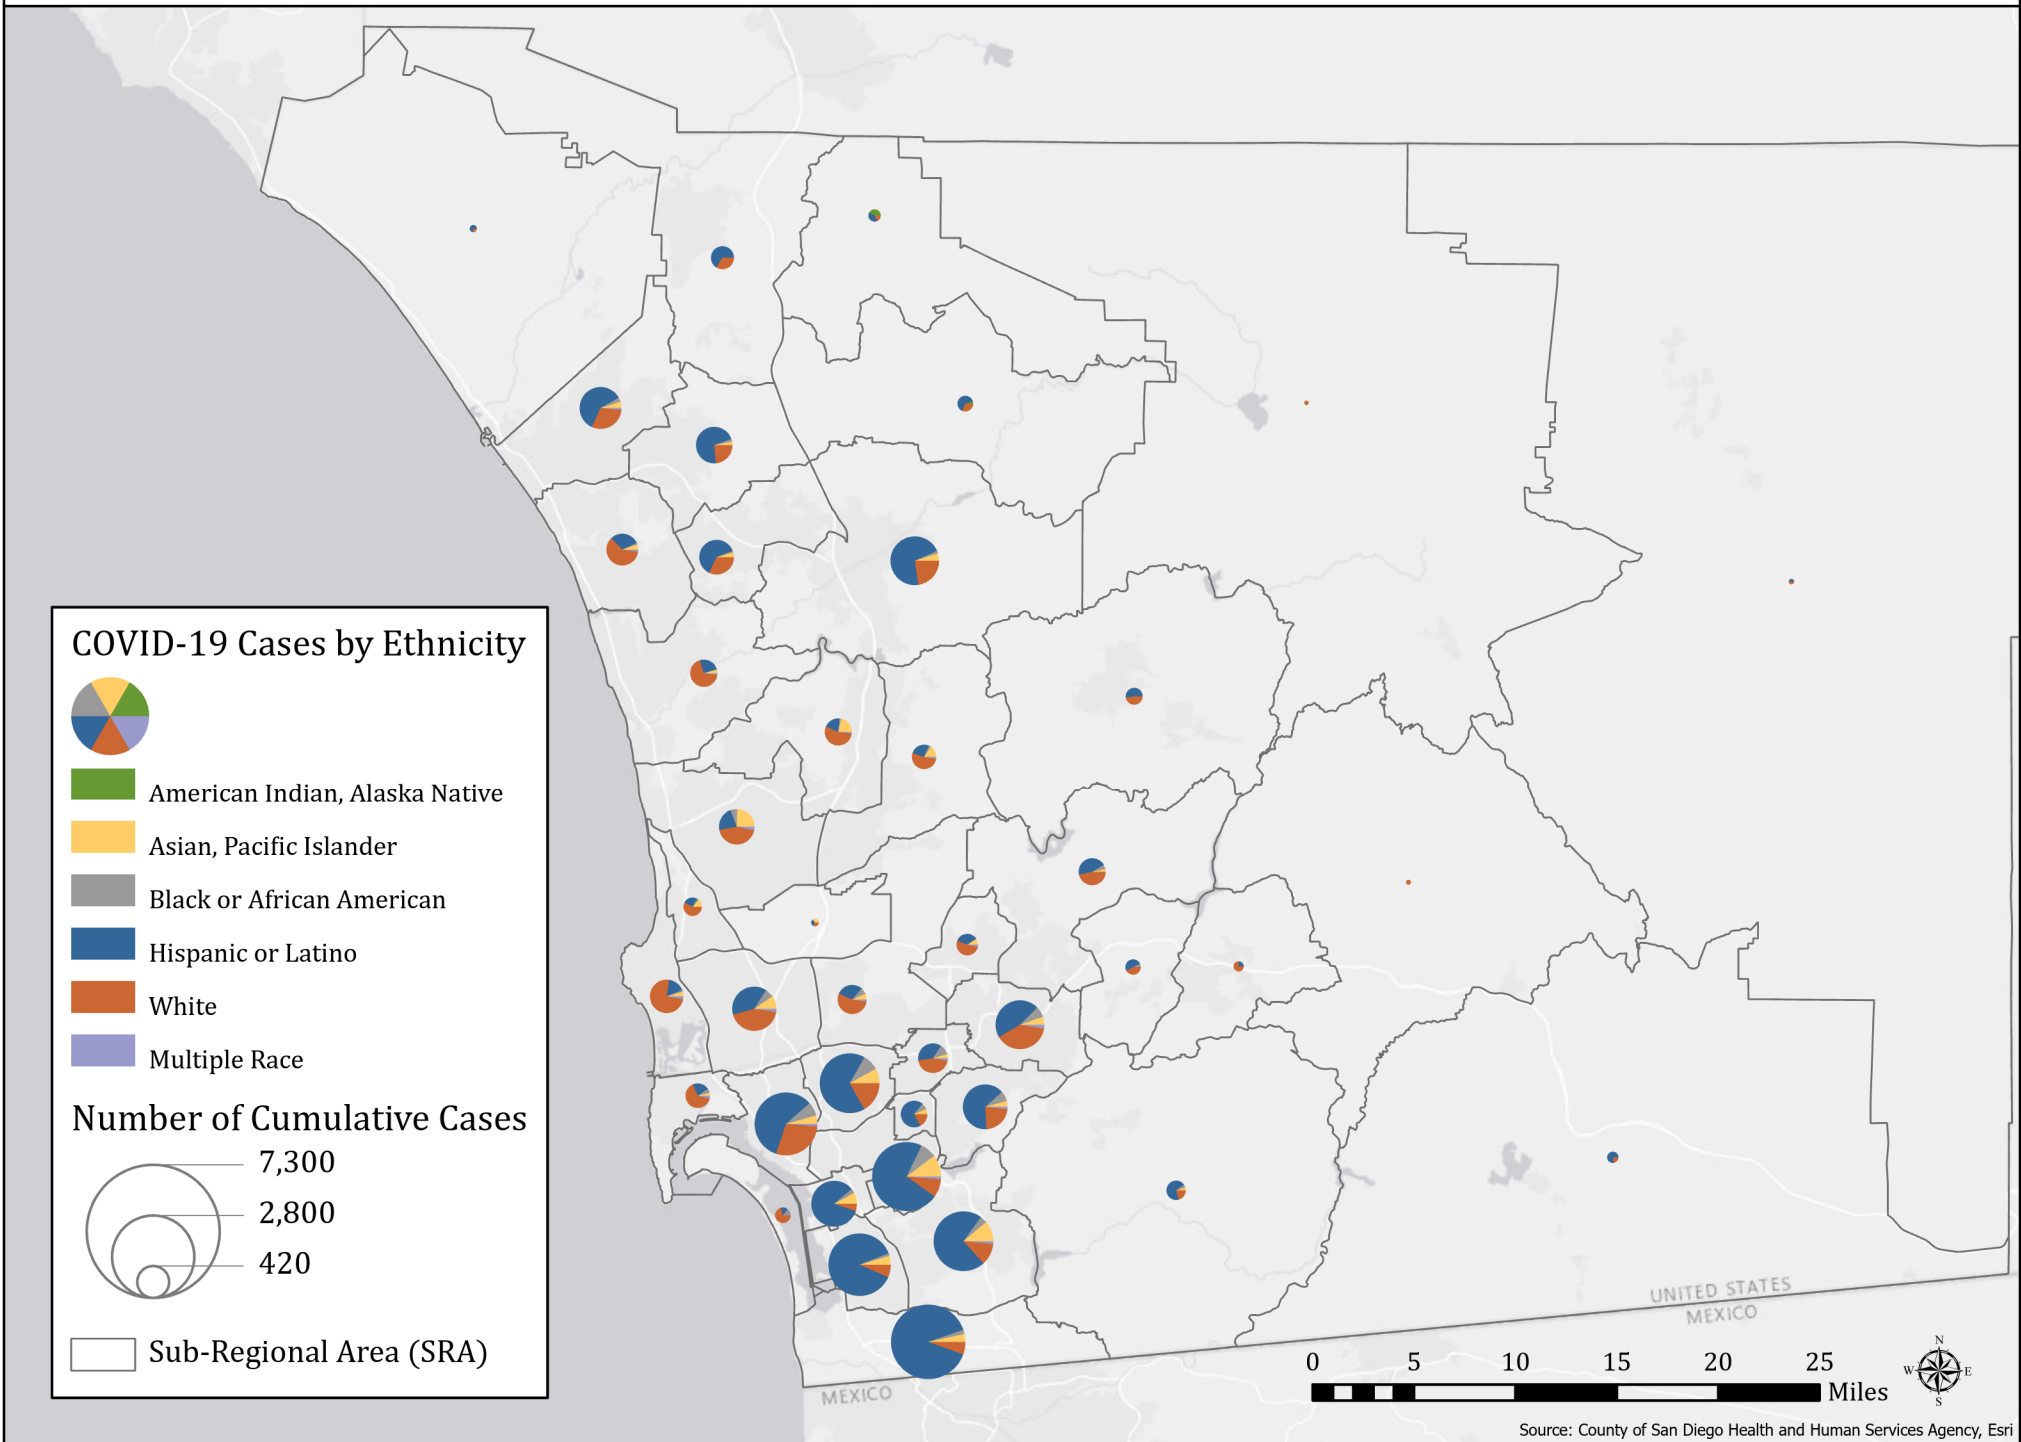 COVID-19 Cases by Ethnicity
American Indian, Alaska Native
Asian, Pacific Islander
Black or African American
Hispanic or Latino
White
Multiple Race
Number of Cumulative Cases
7,300
2,800
420
Sub-Regional Area (SRA)
UNITED STATES
MEXICO
MEXICO
0 5 10 15 20 25
Miles
N
W E
S
Source: County of San Diego Health and Human Services Agency, Esri